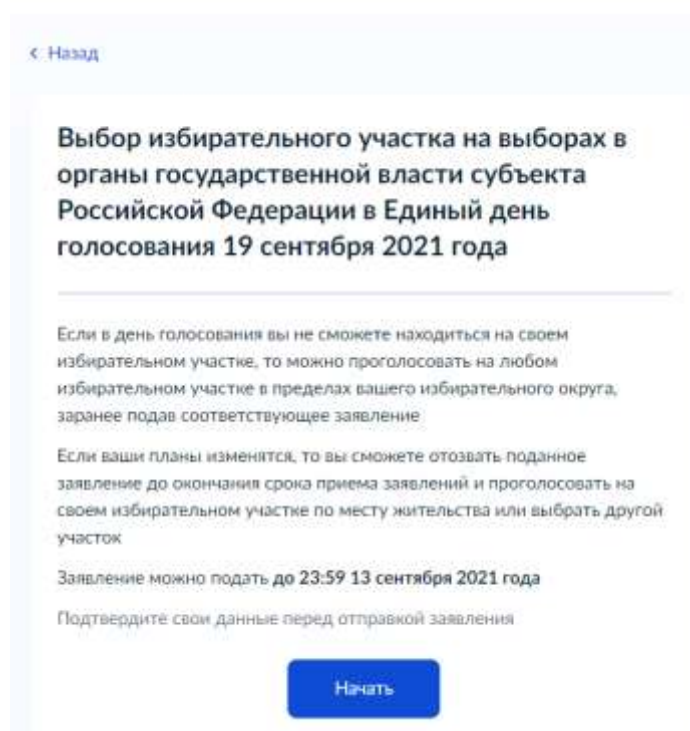 Назад
Выбор избирательного участка на выборах в
органы государственной власти субъекта
Российской Федерации в Единый день
голосования 19 сентября 2021 года
Если в день голосования вы не сможете находиться на своем
избирательном участке, то можно проголосовать на любом
избирательном участке в пределах вашего избирательного округа,
заранее подав соответствующее заявление
Если ваши планы изменятся, то вы сможете отозвать поданное
заявление до окончания срока приема заявлений и проголосовать на
своем избирательном участке по месту жительства или выбрать другой
участок
Заявление можно подать до 23:59 13 сентября 2021 года
Подтвердите свои данные перед отправкой заявления
Начать